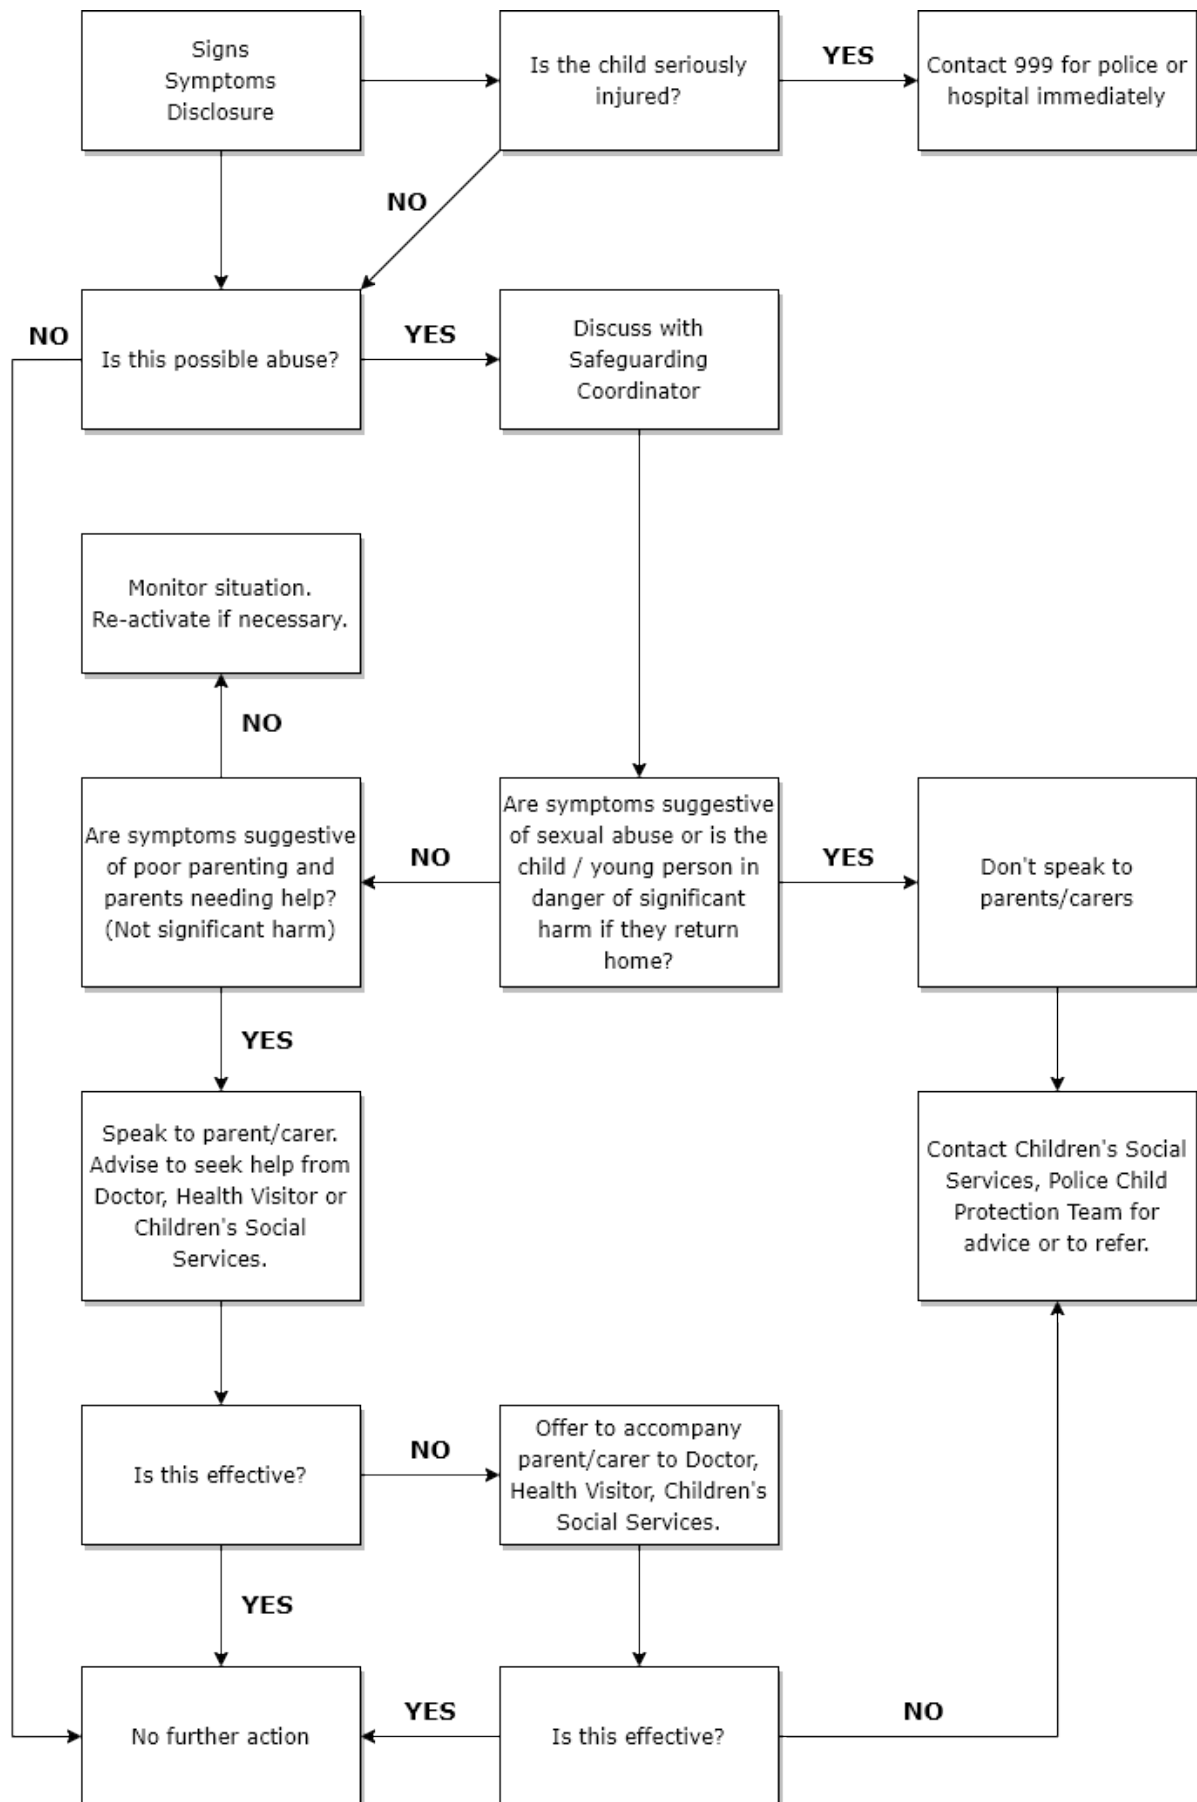 Signs
Symptoms
Disclosure
Is the child seriously
injured?
YES
Contact 999 for police or
hospital immediately
NO
NO
Is this possible abuse?
YES
Discuss with
Safeguarding
Coordinator
Monitor situation.
Re-activate if necessary.
NO
Are symptoms suggestive
of poor parenting and
parents needing help?
(Not significant harm)
NO
Are symptoms suggestive
of sexual abuse or is the
child / young person in
danger of significant
harm if they return
home?
YES
Don't speak to
parents/carers
YES
Speak to parent/carer.
Advise to seek help from
Doctor, Health Visitor or
Children's Social
Services.
Contact Children's Social
Services, Police Child
Protection Team for
advice or to refer.
Is this effective?
NO
Offer to accompany
parent/carer to Doctor,
Health Visitor, Children's
Social Services.
YES
No further action
YES
Is this effective?
NO